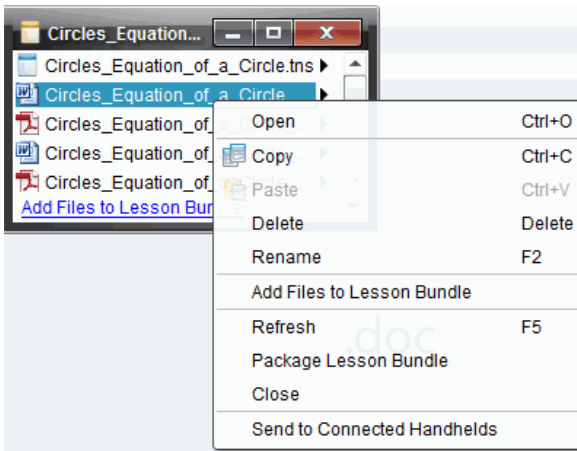 Circles_Equation...
Circles_Equation_of_a_Circle.tns
Circles_Equation_of_a_Circle
Circles_Equation_of_
Circles_Equation_of_
Circles_Equation_of_
Add Files to Lesson Bun
Open Ctrl+O
Copy Ctrl+C
Paste Ctrl+V
Delete Delete
Rename F2
Add Files to Lesson Bundle
Refresh F5
.doc
Package Lesson Bundle
Close
Send to Connected Handhelds